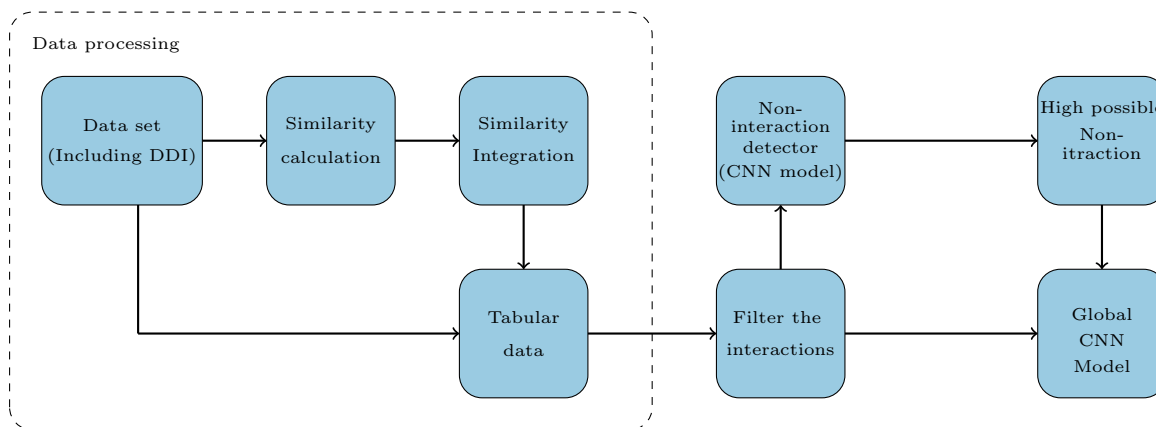 Data processing
Data set
(Including DDI)
Similarity
calculation
Similarity
Integration
Non-
interaction
detector
(CNN model)
High possible
Non-
itraction
Tabular
data
Filter the
interactions
Global
CNN
Model